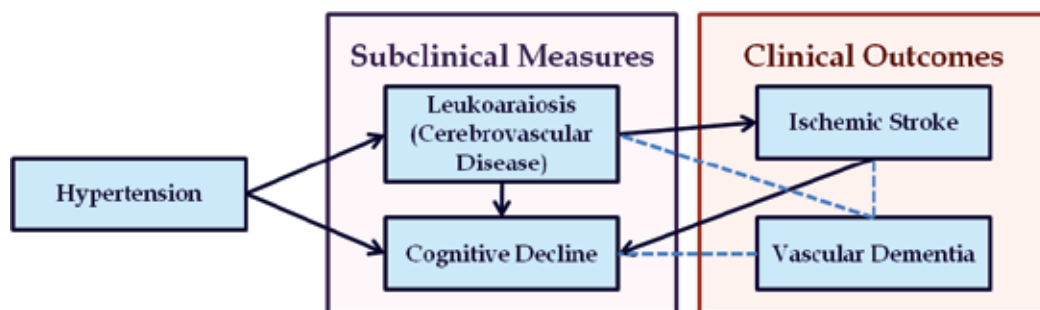 Subclinical Measures
Clinical Outcomes
Leukoaraiosis
(Cerebrovascular
Disease)
Ischemic Stroke
Hypertension
Cognitive Decline
Vascular Dementia